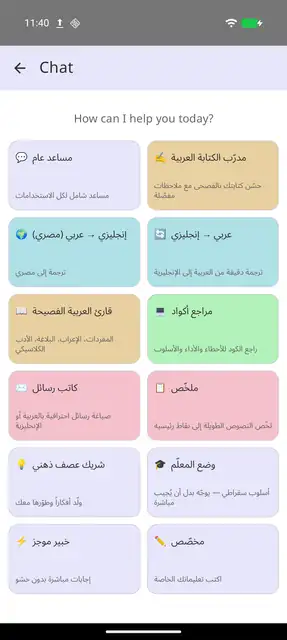 11:40
Chat
How can I help you today?
💬 مساعد عام
مساعد شامل لكل الاستخدامات
✍️ مدرّب الكتابة العربية
حسّن كتابتك بالفصحى مع ملاحظات
مفصّلة
🌍 إنجليزي → عربي (مصري)
ترجمة إلى مصري
🔄 عربي → إنجليزي
ترجمة دقيقة من العربية إلى الإنجليزية
📖 قارئ العربية الفصيحة
المفردات، الإعراب، البلاغة، الأدب
الكلاسيكي
🖥️ مراجع أكواد
راجع الكود للأخطاء والأداء والأسلوب
✉️ كاتب رسائل
صياغة رسائل احترافية بالعربية أو
الإنجليزية
📋 ملخّص
لخّص النصوص الطويلة إلى نقاط رئيسية
💡 شريك عصف ذهني
ولّد أفكاراً وطوّرها معك
🎓 وضع المعلّم
أسلوب سقراطي — يوجّه بدل أن يُجيب
مباشرة
⚡ خبير موجز
إجابات مباشرة بدون حشو
✏️ مخصّص
اكتب تعليماتك الخاصة